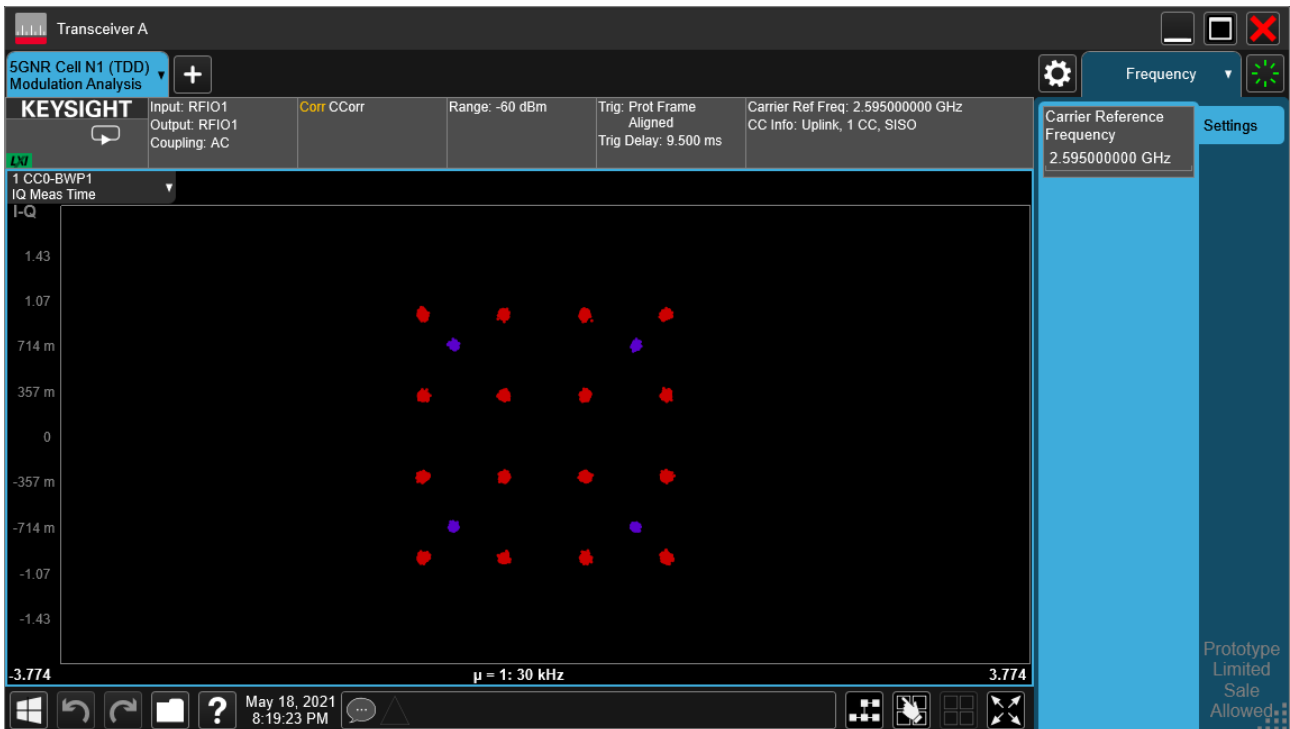 Transceiver A
5GNR Cell N1 (TDD)
Modulation Analysis
Frequency
KEYSIGHT
LXI
Input: RFIO1
Output: RFIO1
Coupling: AC
Corr CCorr
Range: -60 dBm
Trig: Prot Frame
Aligned
Trig Delay: 9.500 ms
Carrier Ref Freq: 2.595000000 GHz
CC Info: Uplink, 1 CC, SISO
Carrier Reference
Frequency
2.595000000 GHz
Settings
1 CC0-BWP1
IQ Meas Time
I-Q
1.43
1.07
714 m
357 m
0
-357 m
-714 m
-1.07
-1.43
-3.774
μ = 1: 30 kHz
3.774
Prototype
Limited
Sale
Allowed
?
May 18, 2021
8:19:23 PM